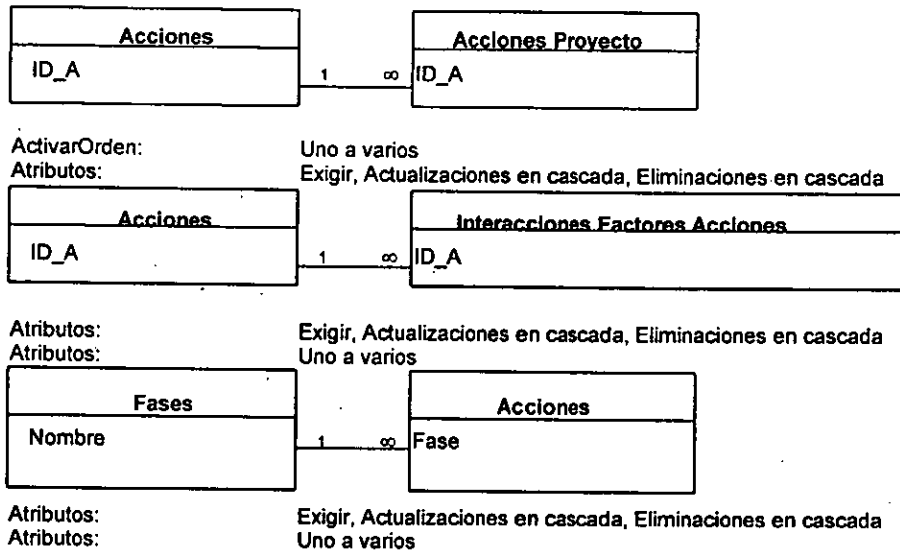 Acciones Acciones Proyecto
ID_A 1 ∞ ID_A
ActivarOrden: Uno a varios
Atributos: Exigir, Actualizaciones en cascada, Eliminaciones en cascada
Acciones Interacciones Factores Acciones
ID_A 1 ∞ ID_A
Atributos: Exigir, Actualizaciones en cascada, Eliminaciones en cascada
Atributos: Uno a varios
Fases Acciones
Nombre 1 ∞ Fase
Atributos: Exigir, Actualizaciones en cascada, Eliminaciones en cascada
Atributos: Uno a varios